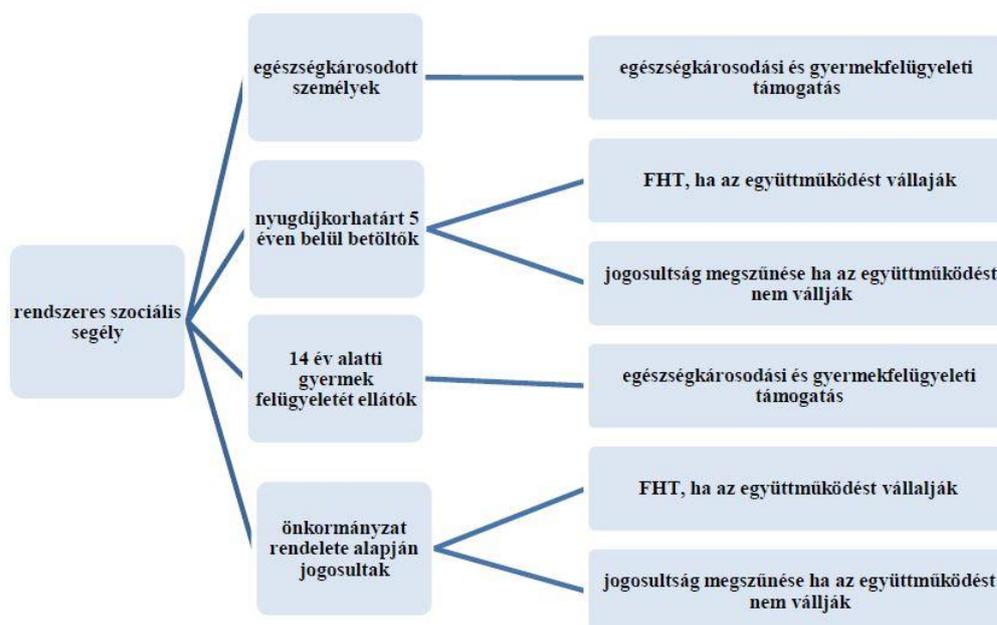 rendszeres szociális
segély
egészségkárosodott
személyek
egészségkárosodási és gyermekfelügyeleti
támogatás
nyugdíjkorhatárt 5
éven belül betöltők
FHT, ha az együttműködést vállaják
jogosultság megszűnése ha az együttműködést
nem vállják
14 év alatti
gyermek
felügyeletét ellátók
egészségkárosodási és gyermekfelügyeleti
támogatás
önkormányzat
rendelete alapján
jogosultak
FHT, ha az együttműködést vállalják
jogosultság megszűnése ha az együttműködést
nem vállják